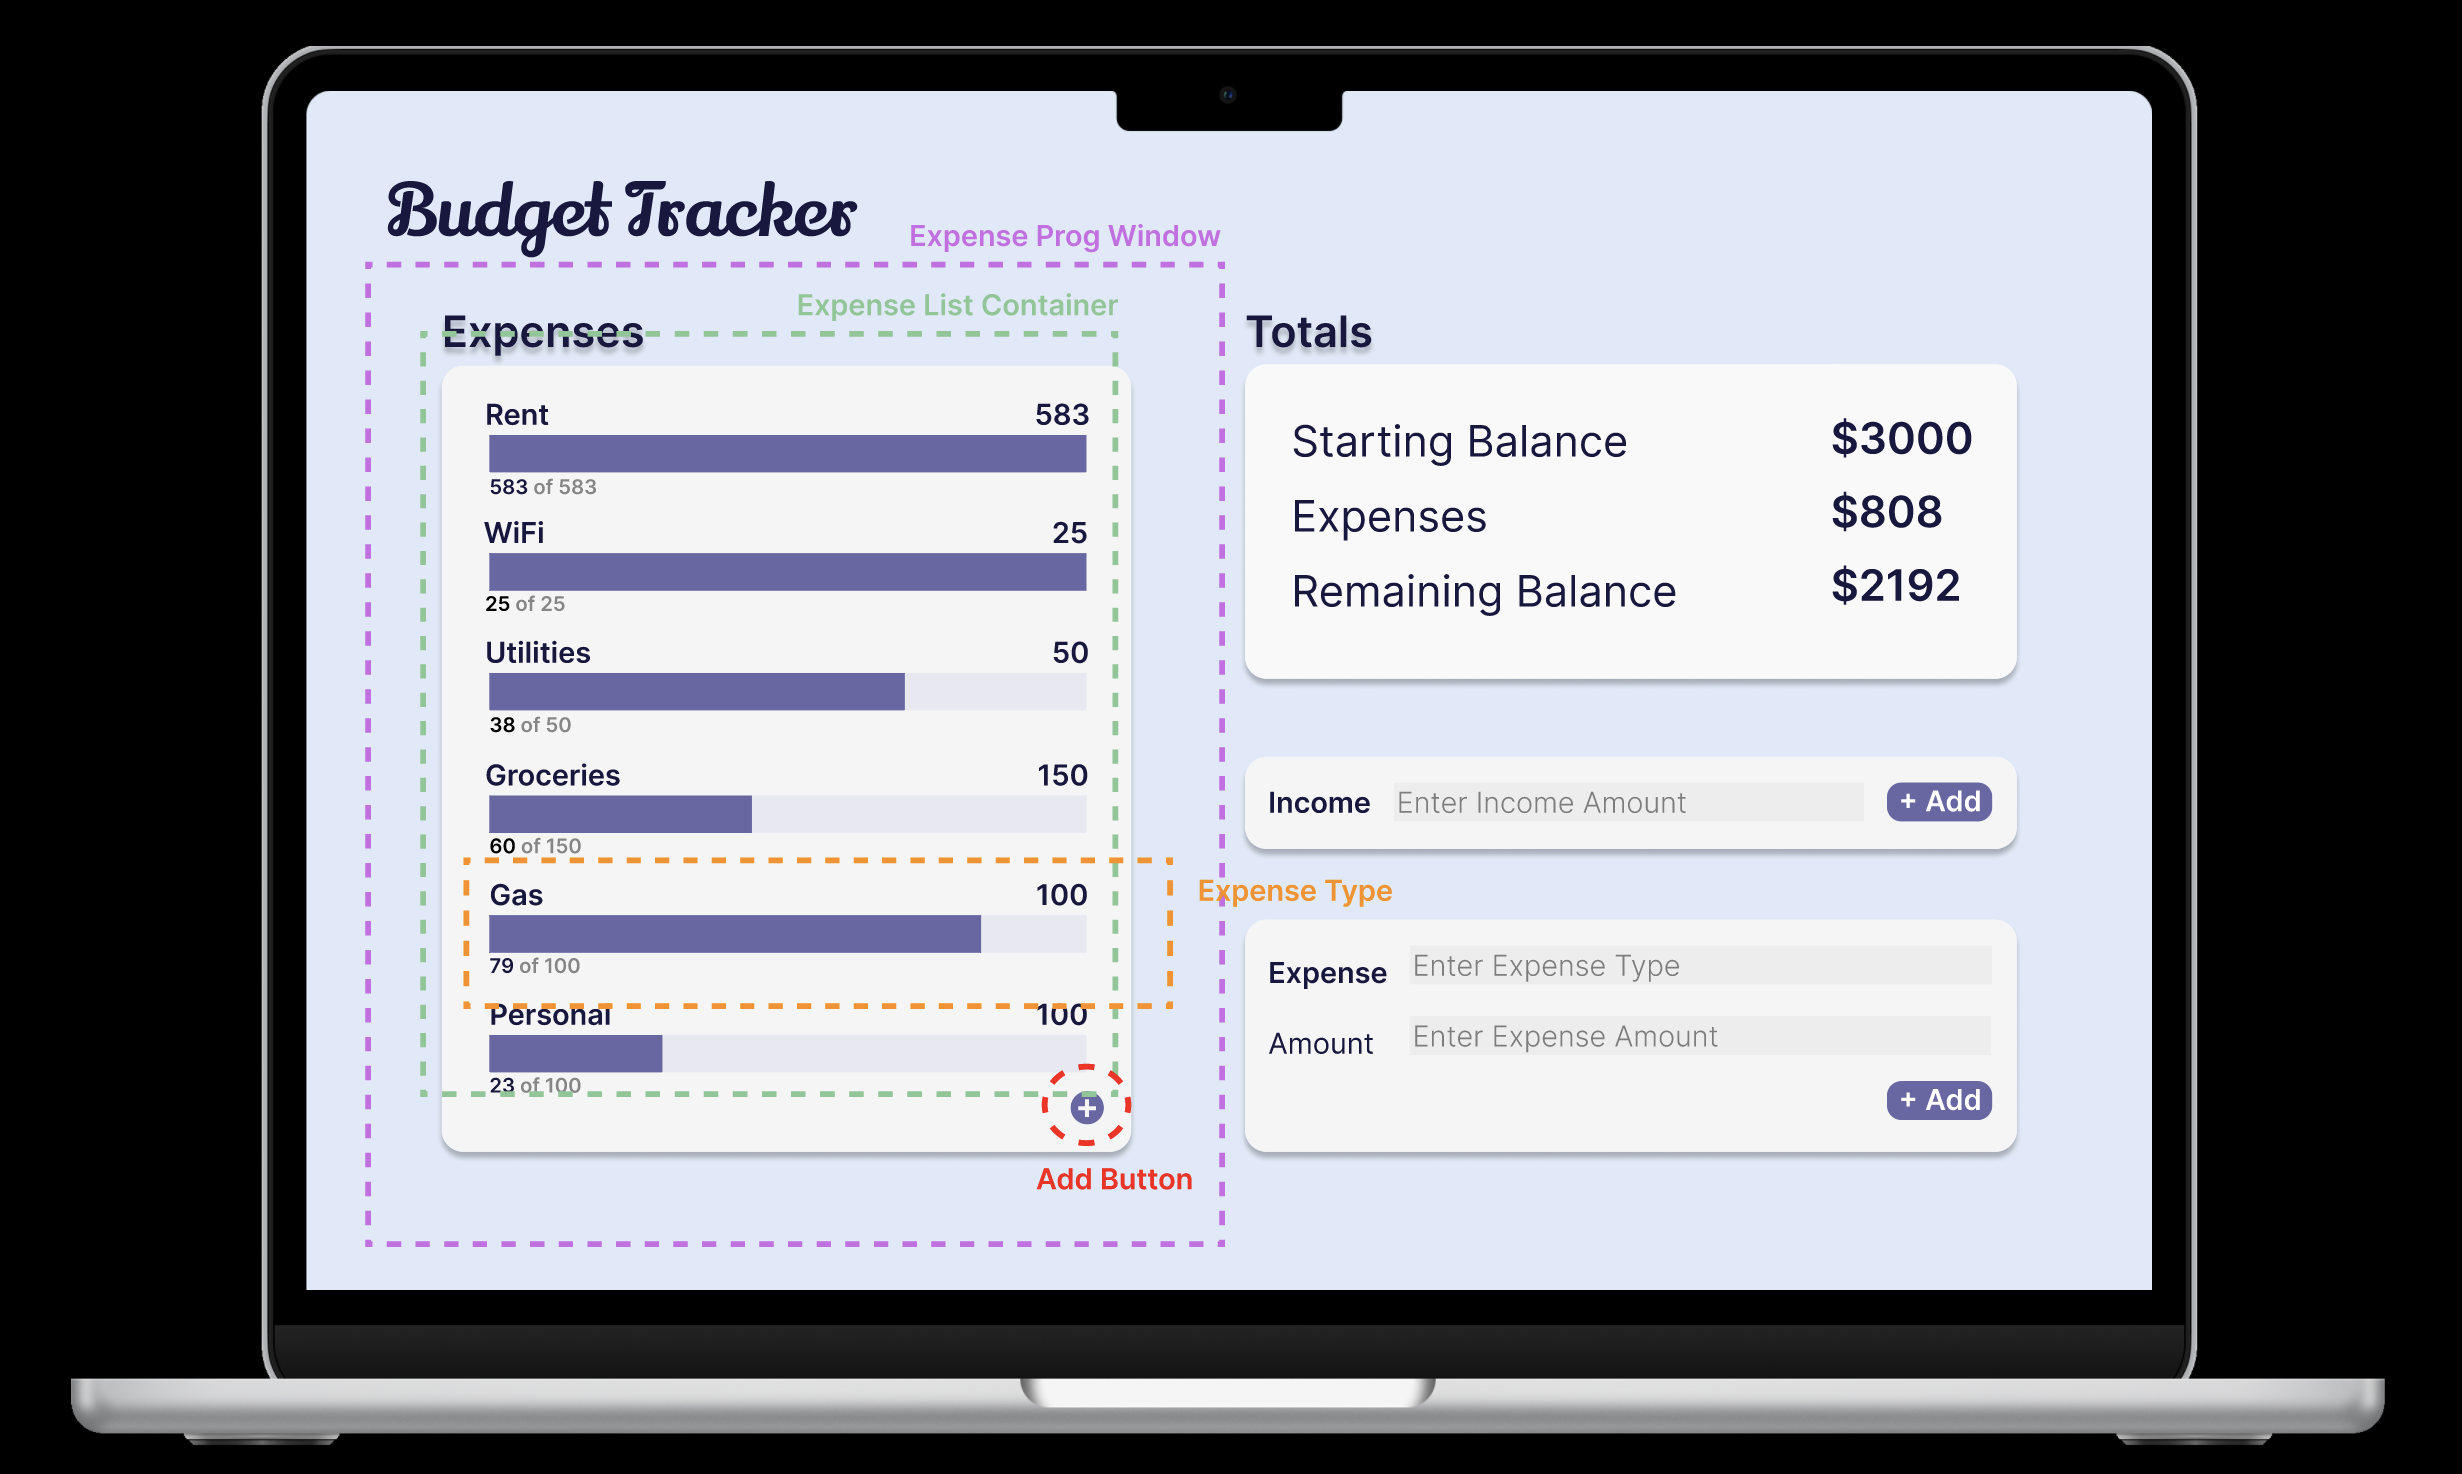 Budget Tracker
Expense Prog Window
Expense List Container
Expenses
Rent 583
583 of 583
WiFi 25
25 of 25
Utilities 50
38 of 50
Groceries 150
60 of 150
Gas 100
79 of 100
Personal 100
23 of 100
+
Add Button
Totals
Starting Balance $3000
Expenses $808
Remaining Balance $2192
Income Enter Income Amount + Add
Expense Type
Expense Enter Expense Type
Amount Enter Expense Amount
+ Add